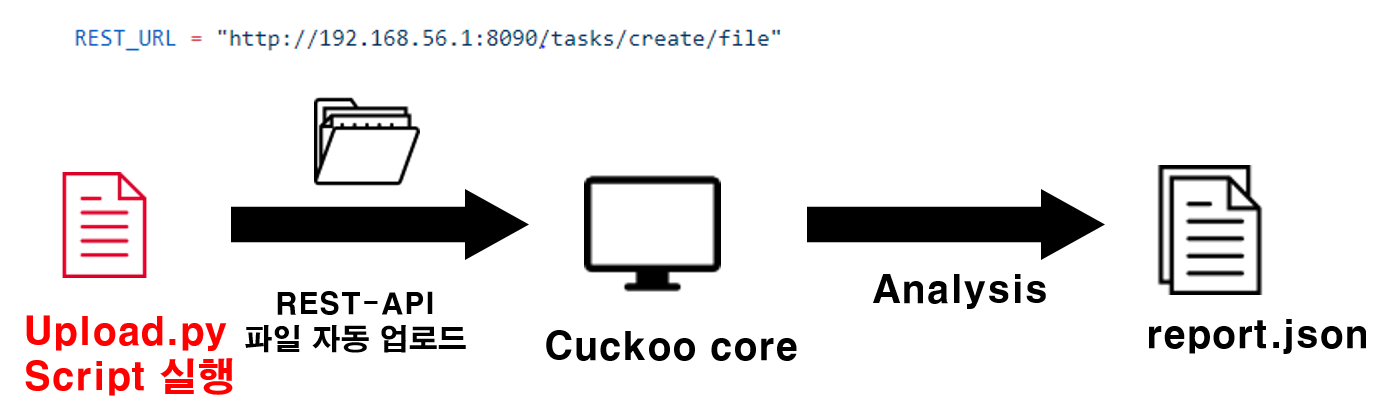 REST_URL = "http://192.168.56.1:8090/tasks/create/file"
Upload.py
Script 실행
REST-API
파일 자동 업로드
Cuckoo core
Analysis
report.json